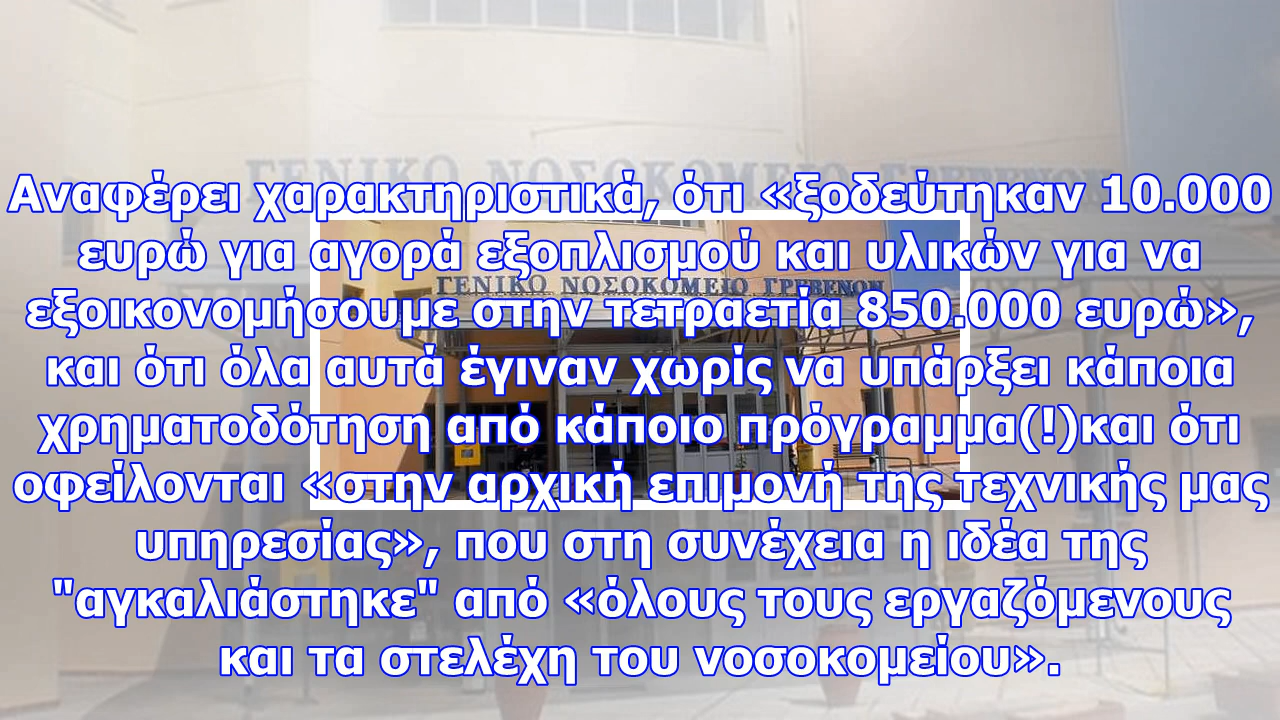 ΓΕΝΙΚΟ ΝΟΣΟΚΟΜΕΙΟ ΓΡΕΒΕΝΩΝ
Αναφέρει χαρακτηριστικά, ότι «ξοδεύτηκαν 10.000
ευρώ για αγορά εξοπλισμού και υλικών για να
ΓΕΝΙΚΟ ΝΟΣΟΚΟΜΕΙΟ ΓΡΕΒΕΝΩΝ
εξοικονομήσουμε στην τετραετία 850.000 ευρώ»,
και ότι όλα αυτά έγιναν χωρίς να υπάρξει κάποια
χρηματοδότηση από κάποιο πρόγραμμα(!)και ότι
οφείλονται «στην αρχική επιμονή της τεχνικής μας
υπηρεσίας», που στη συνέχεια η ιδέα της
"αγκαλιάστηκε" από «όλους τους εργαζόμενους
και τα στελέχη του νοσοκομείου».